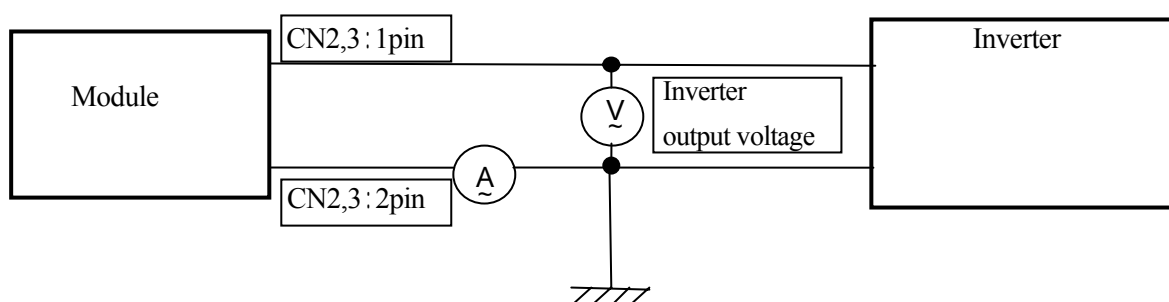 CN2,3：1pin
Inverter
Module
Inverter
V
~
output voltage
A
~
CN2,3：2pin